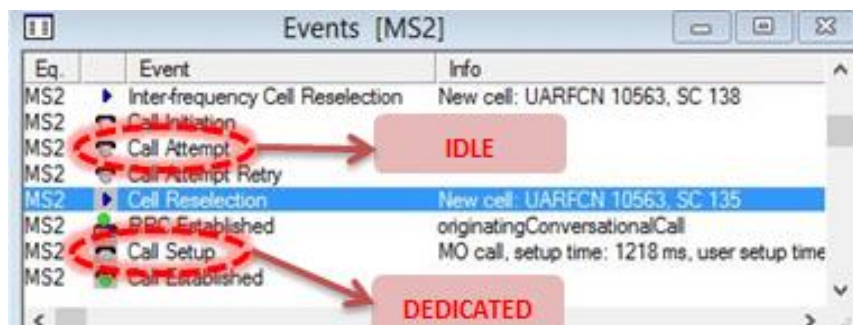 Events [MS2]
Eq. Event Info
MS2 Inter-frequency Cell Reselection New cell: UARFCN 10563, SC 138
MS2 Call Initiation
MS2 Call Attempt IDLE
MS2 Call Attempt Retry
MS2 Cell Reselection New cell: UARFCN 10563, SC 135
MS2 RRC Established originatingConversationalCall
MS2 Call Setup MO call, setup time: 1218 ms, user setup time
MS2 Call Established
DEDICATED